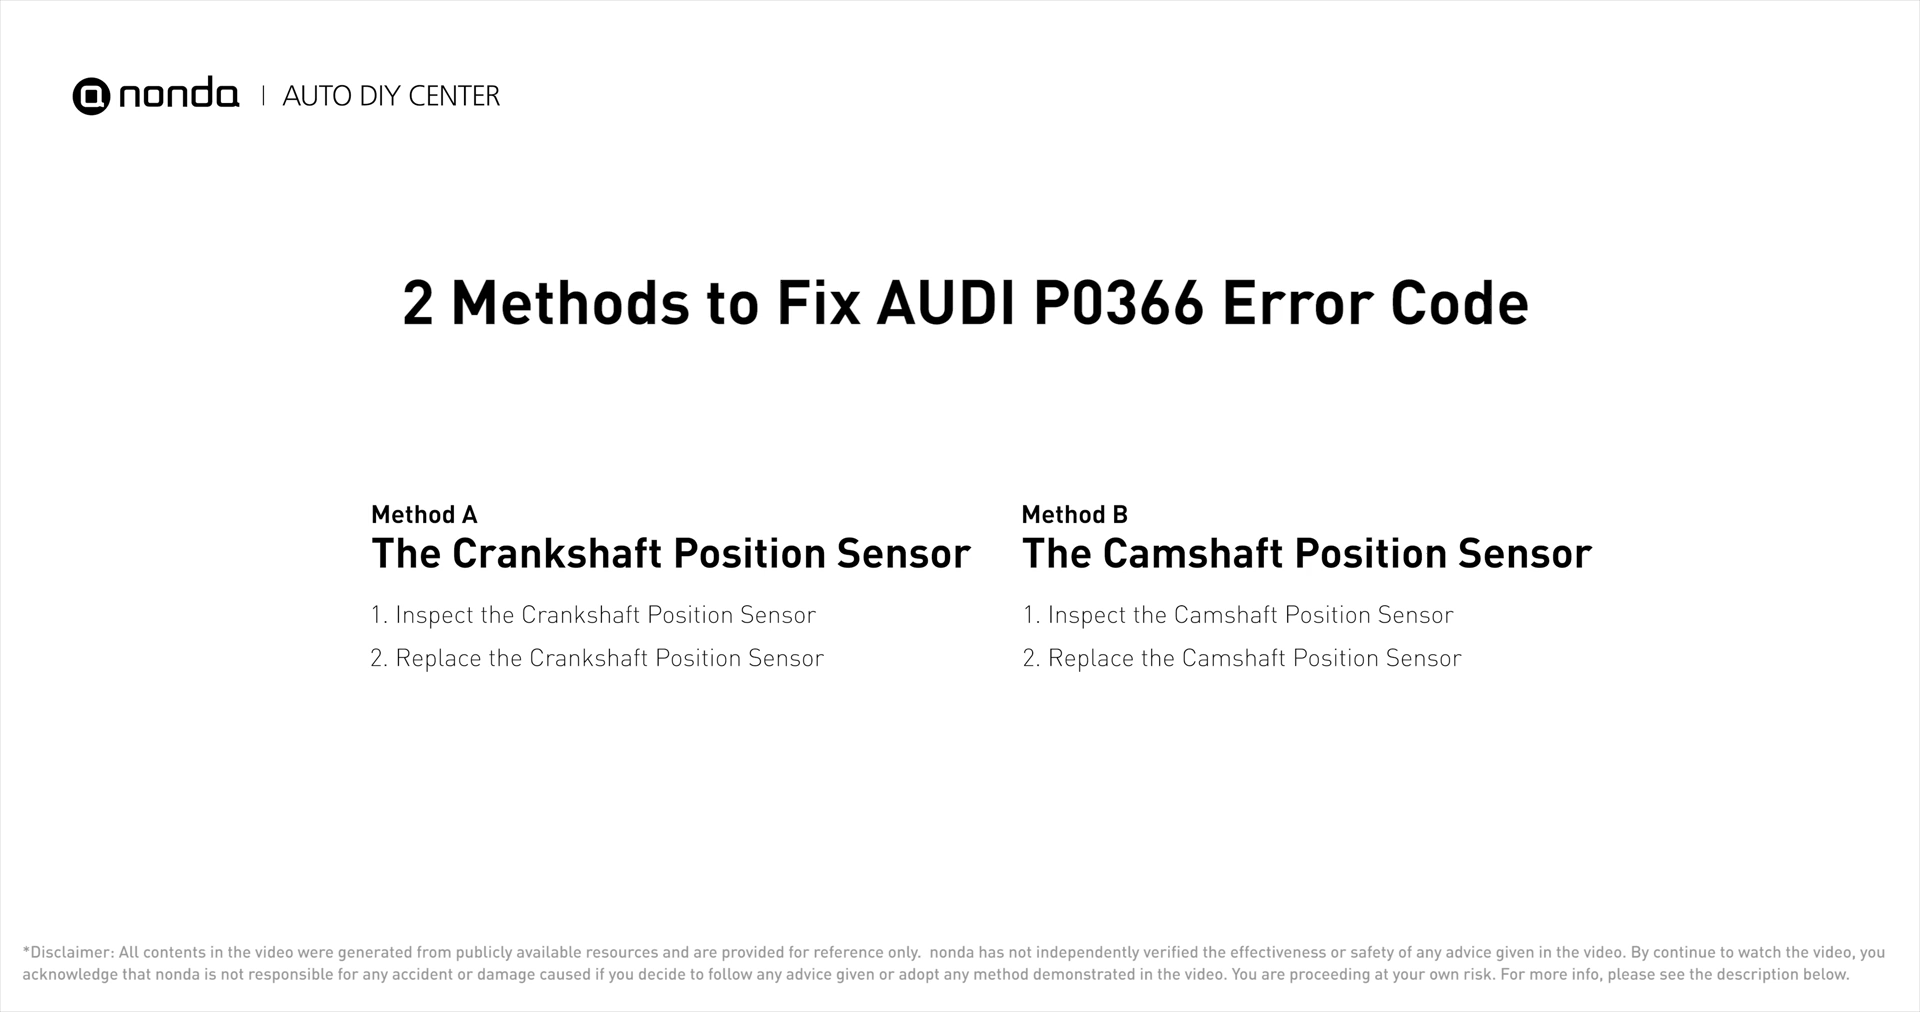 nonda | AUTO DIY CENTER
2 Methods to Fix AUDI P0366 Error Code
Method A
The Crankshaft Position Sensor
1. Inspect the Crankshaft Position Sensor
2. Replace the Crankshaft Position Sensor
Method B
The Camshaft Position Sensor
1. Inspect the Camshaft Position Sensor
2. Replace the Camshaft Position Sensor
*Disclaimer: All contents in the video were generated from publicly available resources and are provided for reference only.  nonda has not independently verified the effectiveness or safety of any advice given in the video. By continue to watch the video, you
acknowledge that nonda is not responsible for any accident or damage caused if you decide to follow any advice given or adopt any method demonstrated in the video. You are proceeding at your own risk. For more info, please see the description below.